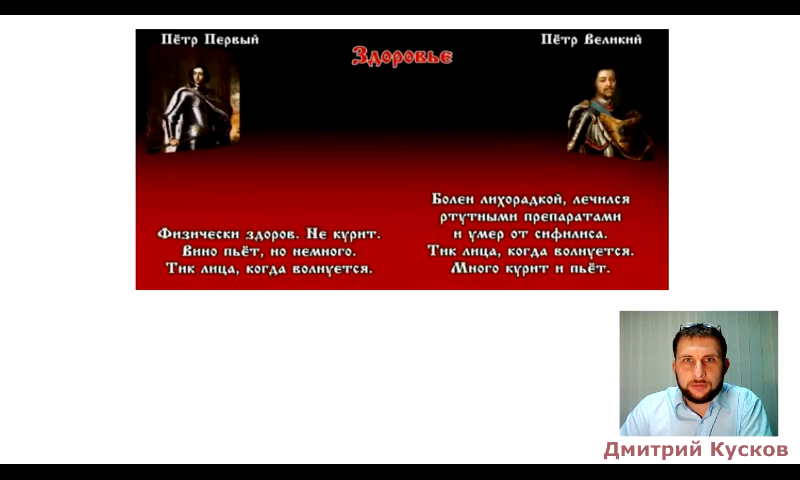 Пётр Первый
Здоровье
Пётр Великий
Физически здоров. Не курит.
Вино пьёт, но немного.
Тик лица, когда волнуется.
Болен лихорадкой, лечился
ртутными препаратами
и умер от сифилиса.
Тик лица, когда волнуется.
Много курит и пьёт.
Дмитрий Кусков